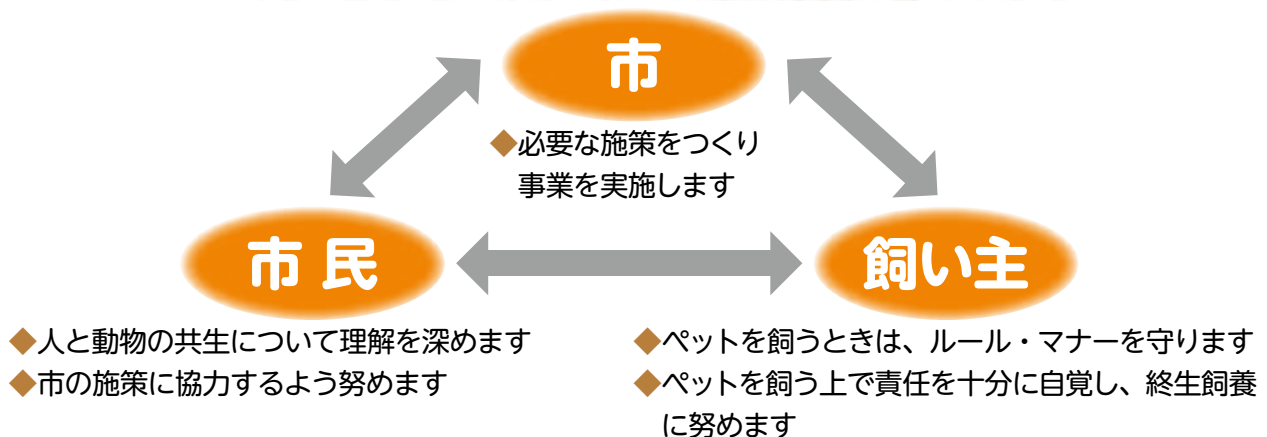 市
◆必要な施策をつくり
事業を実施します
市民
◆人と動物の共生について理解を深めます
◆市の施策に協力するよう努めます
飼い主
◆ペットを飼うときは、ルール・マナーを守ります
◆ペットを飼う上で責任を十分に自覚し、終生飼養
に努めます